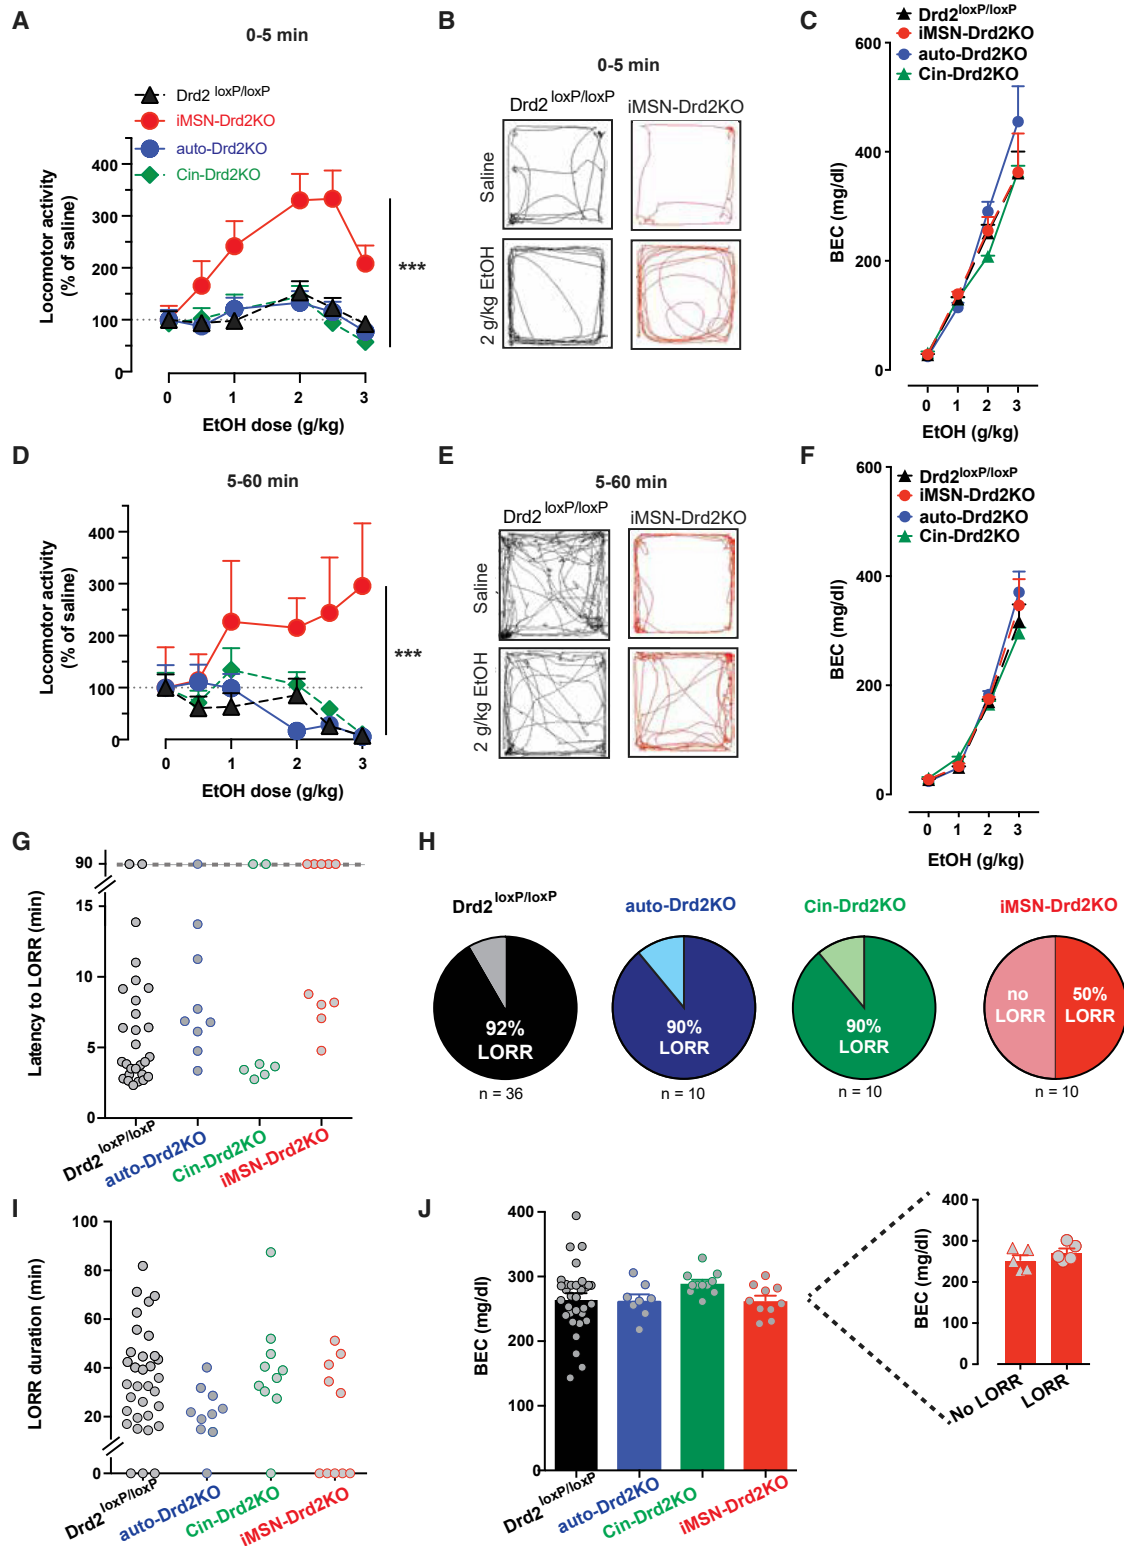 A
0-5 min
Drd2 loxP/loxP
iMSN-Drd2KO
auto-Drd2KO
Cin-Drd2KO
Locomotor activity
(% of saline)
400
300
200
100
0
***
0 1 2 3
EtOH dose (g/kg)
B
0-5 min
Drd2 loxP/loxP
iMSN-Drd2KO
Saline
2 g/kg EtOH
C
Drd2loxP/loxP
iMSN-Drd2KO
auto-Drd2KO
Cin-Drd2KO
BEC (mg/dl)
600
400
200
0
0 1 2 3
EtOH (g/kg)
D
5-60 min
Locomotor activity
(% of saline)
400
300
200
100
0
***
0 1 2 3
EtOH dose (g/kg)
E
5-60 min
Drd2 loxP/loxP
iMSN-Drd2KO
Saline
2 g/kg EtOH
F
Drd2loxP/loxP
iMSN-Drd2KO
auto-Drd2KO
Cin-Drd2KO
BEC (mg/dl)
600
400
200
0
0 1 2 3
EtOH (g/kg)
G
Latency to LORR (min)
90
15
10
5
0
Drd2loxP/loxP
auto-Drd2KO
Cin-Drd2KO
iMSN-Drd2KO
H
Drd2loxP/loxP
92%
LORR
n = 36
auto-Drd2KO
90%
LORR
n = 10
Cin-Drd2KO
90%
LORR
n = 10
iMSN-Drd2KO
no
LORR
50%
LORR
n = 10
I
LORR duration (min)
100
80
60
40
20
0
Drd2loxP/loxP
auto-Drd2KO
Cin-Drd2KO
iMSN-Drd2KO
J
BEC (mg/dl)
400
300
200
100
0
Drd2loxP/loxP
auto-Drd2KO
Cin-Drd2KO
iMSN-Drd2KO
BEC (mg/dl)
400
300
200
100
0
No LORR
LORR